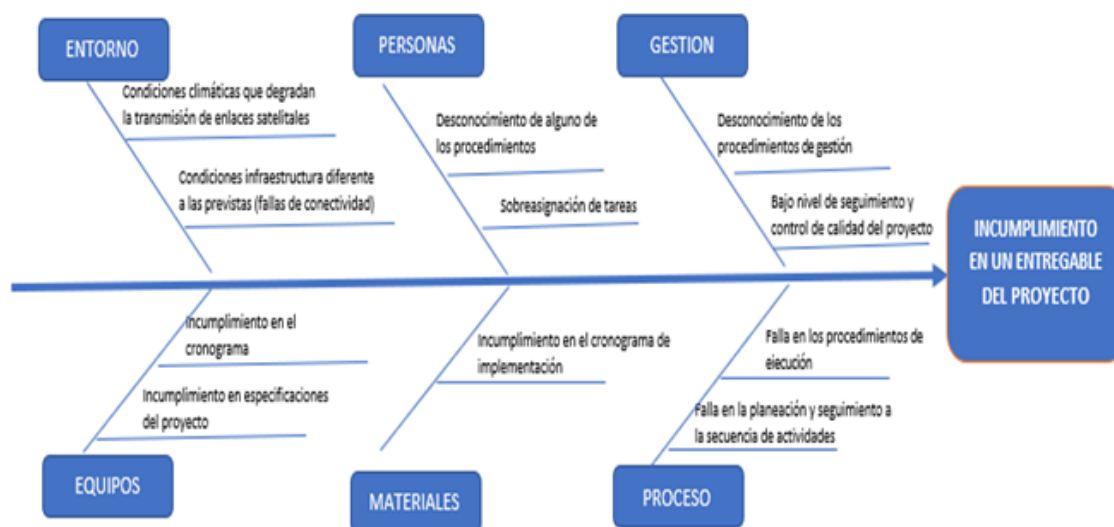 ENTORNO
Condiciones climáticas que degradan
la transmisión de enlaces satelitales
Condiciones infraestructura diferente
a las previstas (fallas de conectividad)
PERSONAS
Desconocimiento de alguno de
los procedimientos
Sobreasignación de tareas
GESTION
Desconocimiento de los
procedimientos de gestión
Bajo nivel de seguimiento y
control de calidad del proyecto
INCUMPLIMIENTO
EN UN ENTREGABLE
DEL PROYECTO
Incumplimiento en el
cronograma
Incumplimiento en especificaciones
del proyecto
EQUIPOS
Incumplimiento en el cronograma de
implementación
MATERIALES
Falla en los procedimientos de
ejecución
Falla en la planeación y seguimiento a
la secuencia de actividades
PROCESO